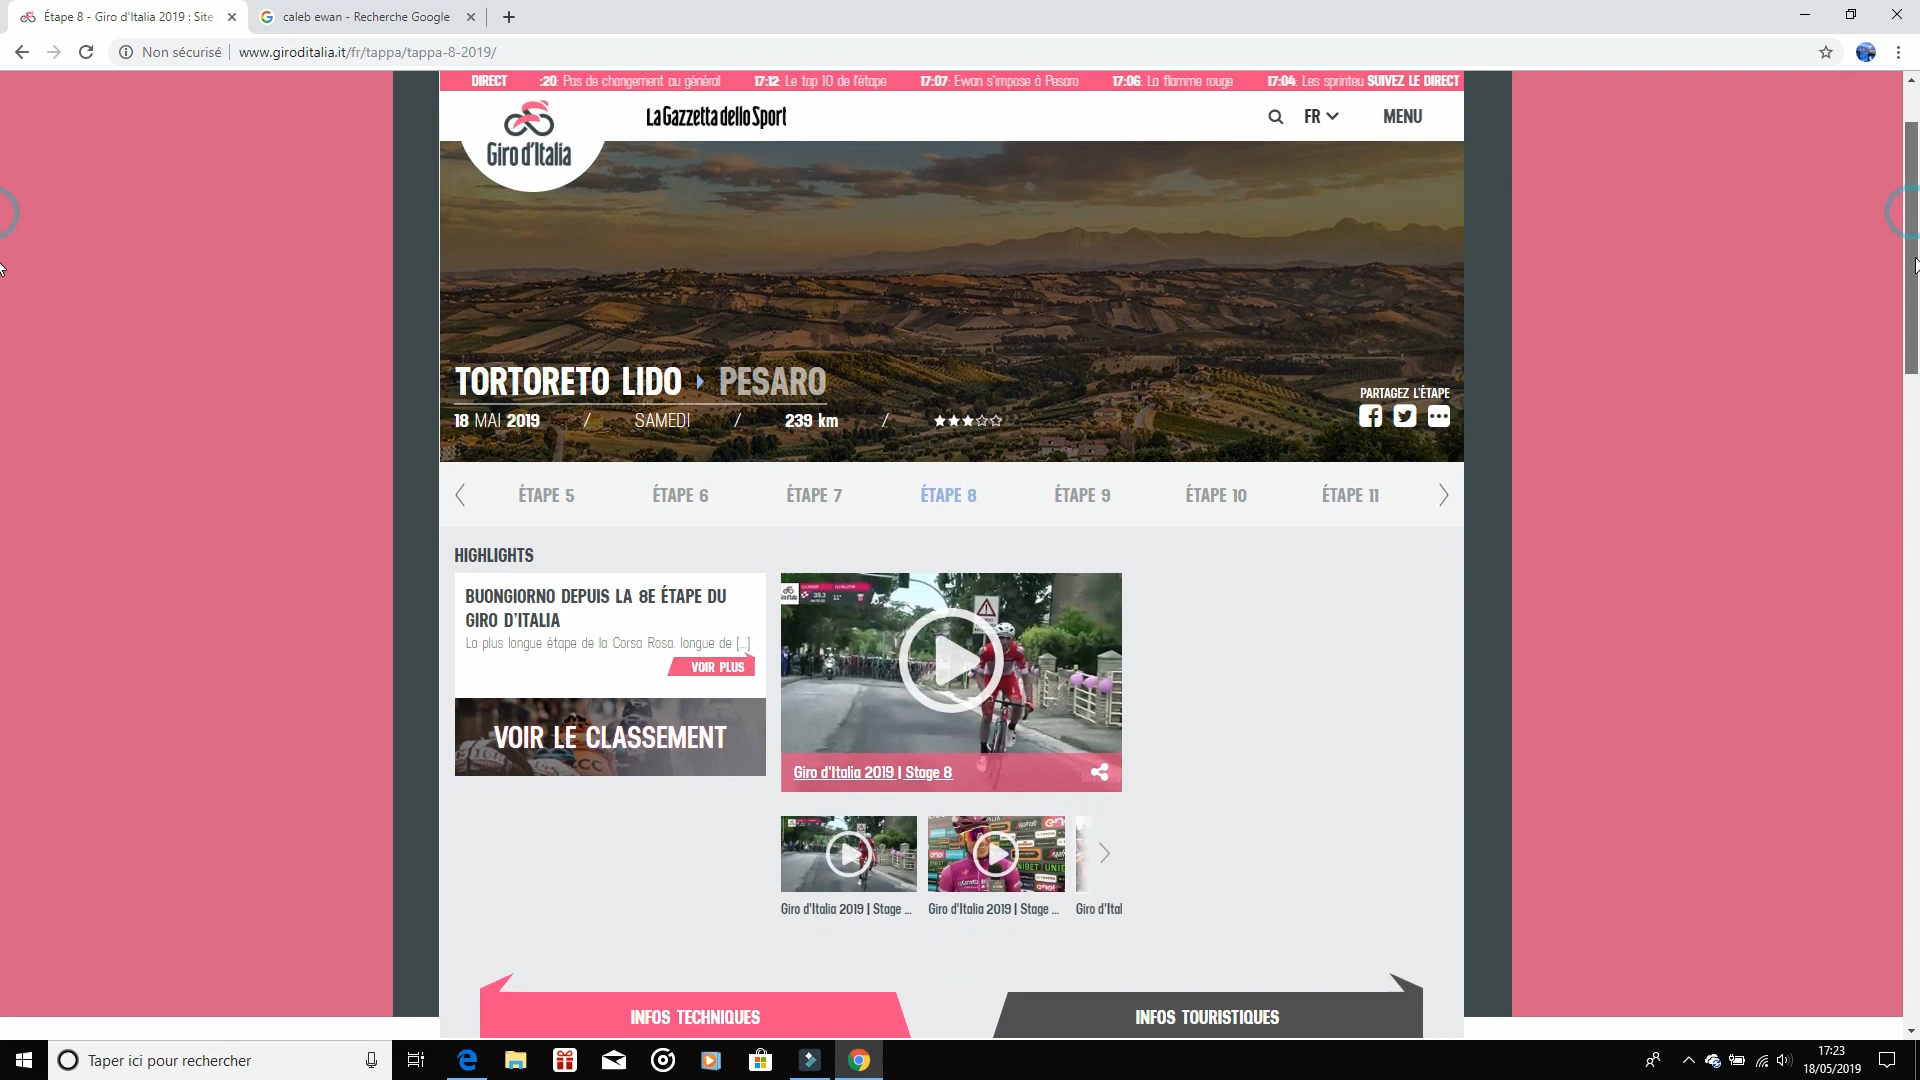 Étape 8 - Giro d'Italia 2019 : Site
caleb ewan - Recherche Google
Non sécurisé
www.giroditalia.it/fr/tappa/tappa-8-2019/
DIRECT :20: Pas de changement au général 17:12: Le top 10 de l'étape 17:07: Ewan s'impose à Pesaro 17:06: La flamme rouge 17:04: Les sprinteu SUIVEZ LE DIRECT
Giro d'Italia
La Gazzetta dello Sport
FR
MENU
TORTORETO LIDO PESARO
18 MAI 2019 / SAMEDI / 239 km /
PARTAGEZ L'ÉTAPE
ÉTAPE 5 ÉTAPE 6 ÉTAPE 7 ÉTAPE 8 ÉTAPE 9 ÉTAPE 10 ÉTAPE 11
HIGHLIGHTS
BUONGIORNO DEPUIS LA 8E ÉTAPE DU
GIRO D'ITALIA
La plus longue étape de la Corsa Rosa, longue de [...]
VOIR PLUS
VOIR LE CLASSEMENT
Giro d'Italia 2019 | Stage 8
Giro d'Italia 2019 | Stage ...
Giro d'Italia 2019 | Stage ...
Giro d'Ital
INFOS TECHNIQUES
INFOS TOURISTIQUES
Taper ici pour rechercher
17:23
18/05/2019